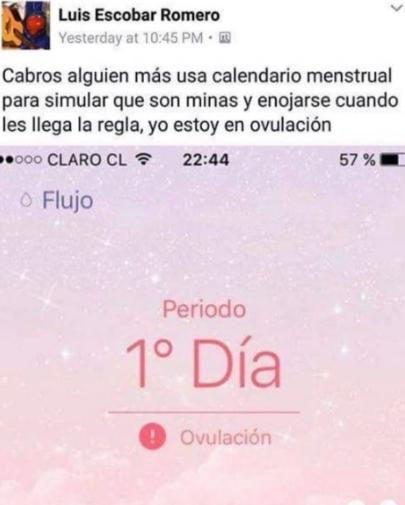 Luis Escobar Romero
Yesterday at 10:45 PM ·
Cabros alguien más usa calendario menstrual
para simular que son minas y enojarse cuando
les llega la regla, yo estoy en ovulación
CLARO CL 22:44 57 %
Flujo
Periodo
1° Día
! Ovulación